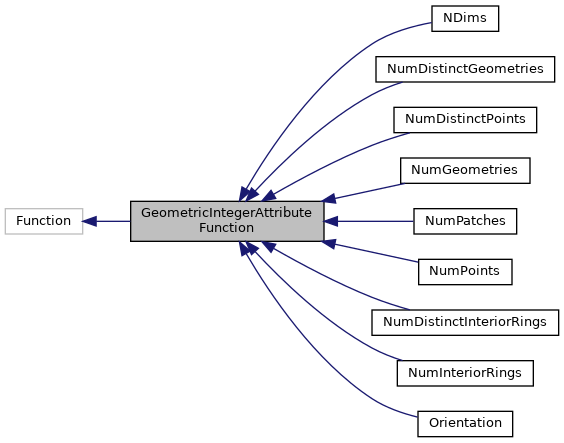 Function
GeometricIntegerAttribute
Function
NDims
NumDistinctGeometries
NumDistinctPoints
NumGeometries
NumPatches
NumPoints
NumDistinctInteriorRings
NumInteriorRings
Orientation